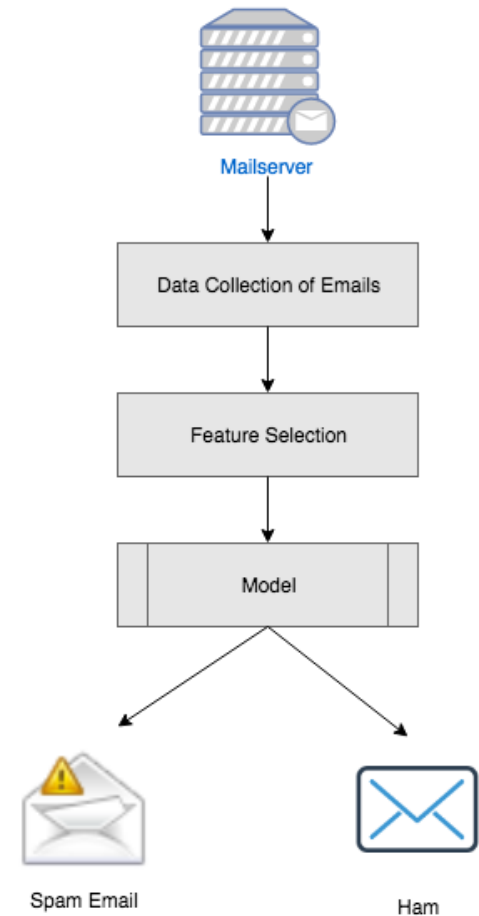 Mailserver
Data Collection of Emails
Feature Selection
Model
Spam Email
Ham